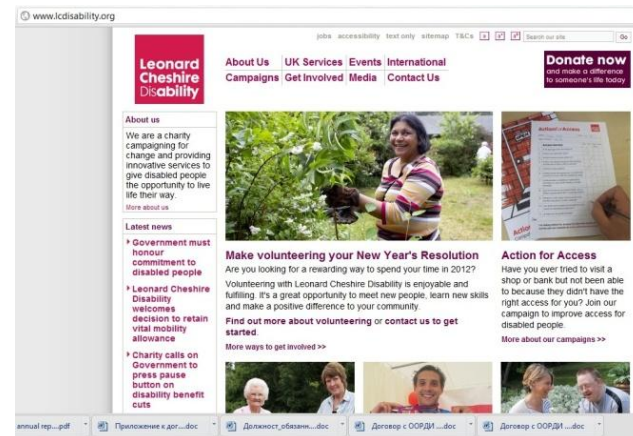 www.lcdisability.org
jobs accessibility text only sitemap T&Cs
Search our site
Go
Leonard
Cheshire
Disability
About Us UK Services Events International
Campaigns Get Involved Media Contact Us
Donate now
and make a difference
to someone's life today
About us
We are a charity
campaigning for
change and providing
innovative services to
give disabled people
the opportunity to live
life their way.
More about us
Latest news
Government must
honour
commitment to
disabled people
Leonard Cheshire
Disability
welcomes
decision to retain
vital mobility
allowance
Charity calls on
Government to
press pause
button on
disability benefit
cuts
Make volunteering your New Year's Resolution
Are you looking for a rewarding way to spend your time in 2012?
Volunteering with Leonard Cheshire Disability is enjoyable and
fulfilling. It's a great opportunity to meet new people, learn new skills
and make a positive difference to your community.
Find out more about volunteering or contact us to get
started.
More ways to get involved >>
Action for Access
Have you ever tried to visit a
shop or bank but not been able
to because they didn't have the
right access for you? Join our
campaign to improve access for
disabled people.
More about our campaigns >>
annual rep....pdf
Приложение к дог....doc
Должност_обязанн....doc
Договор с ООРДИ ....doc
Договор с ООРДИ ....doc